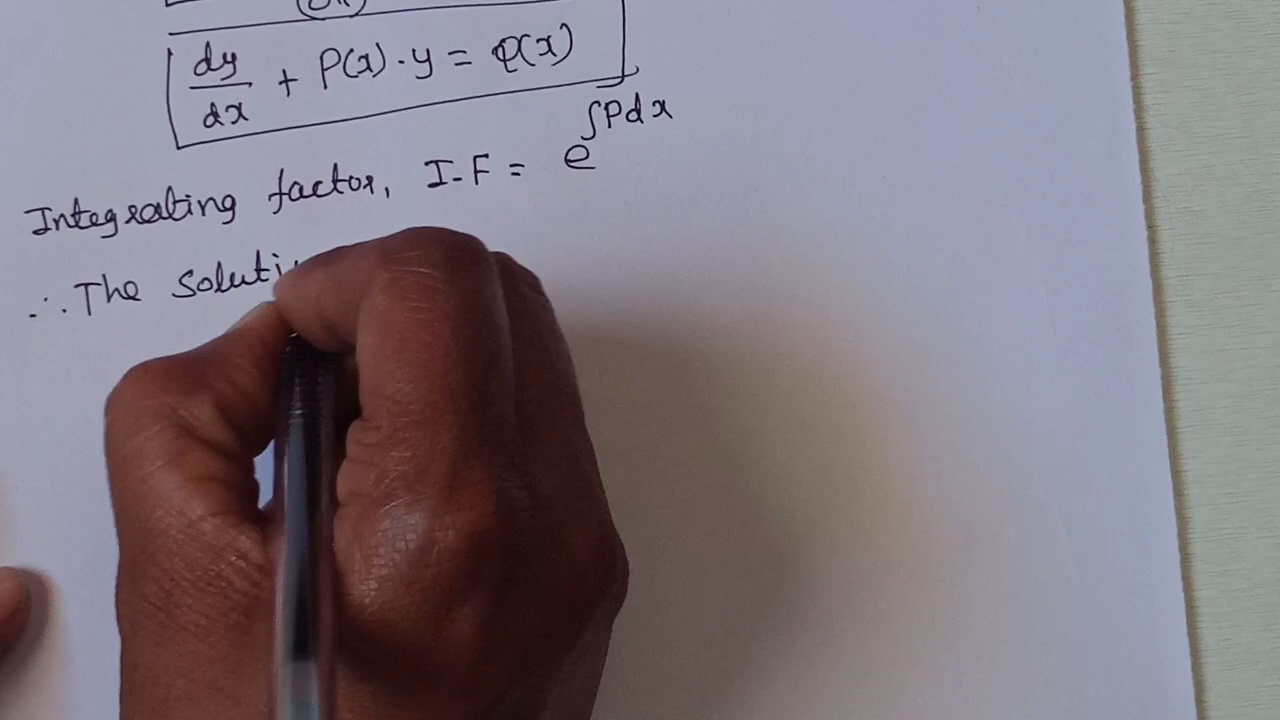 dy/dx + P(x) · y = Q(x)
Integrating factor, I-F = e^∫Pdx
∴ The soluti